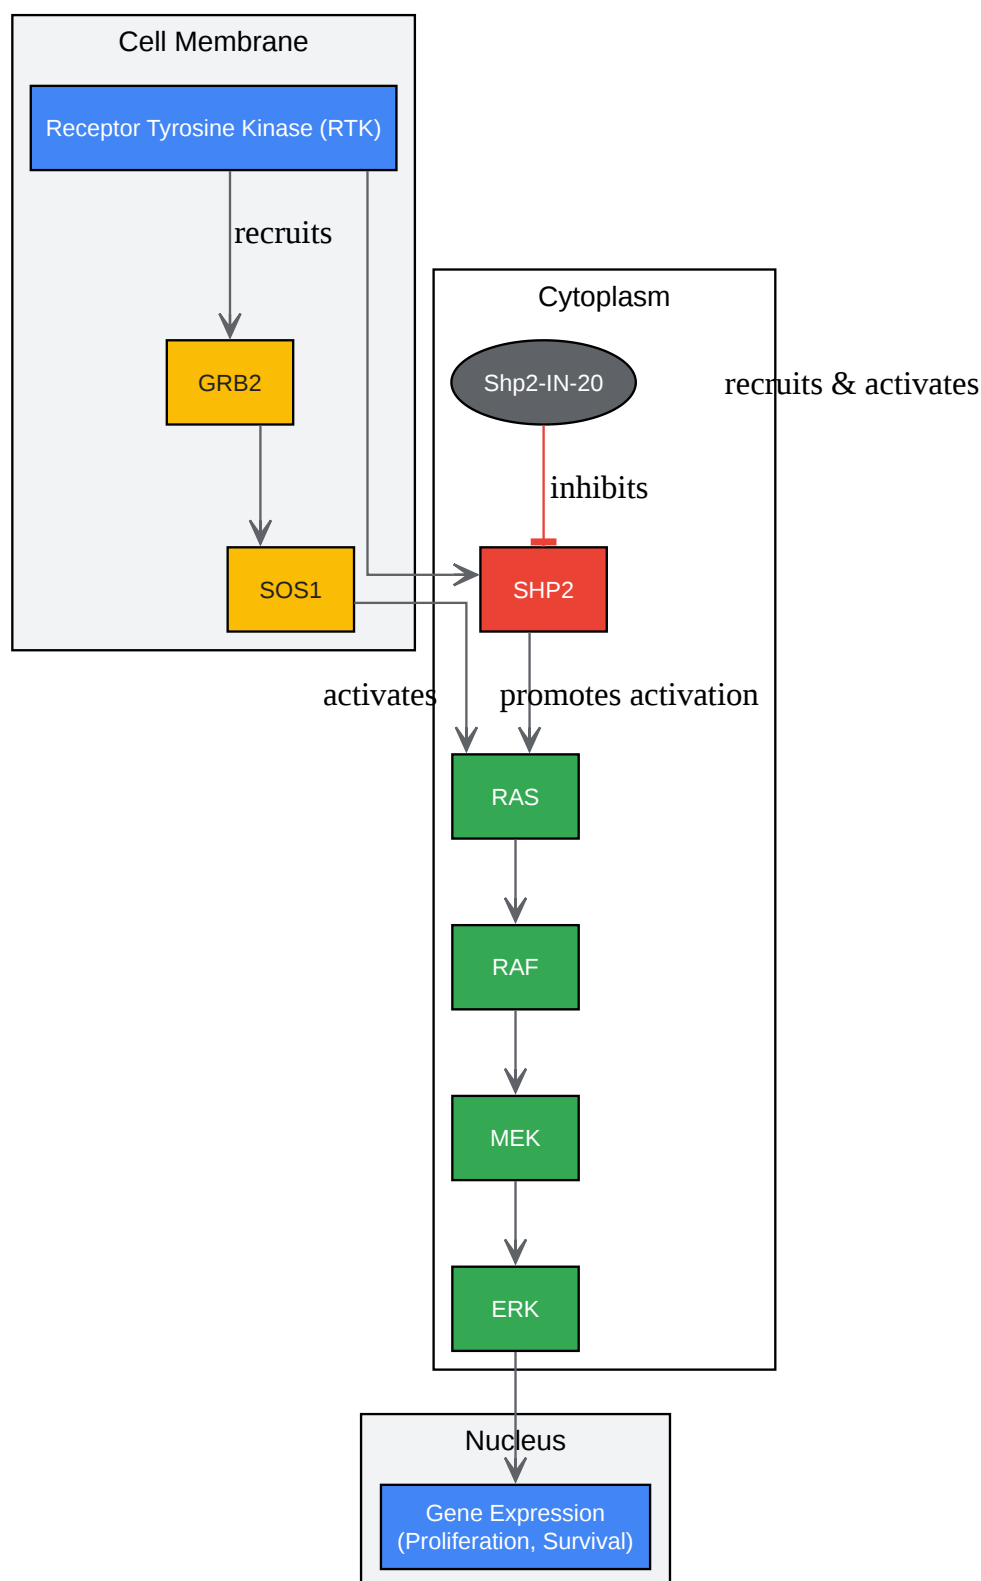 Cell Membrane
Receptor Tyrosine Kinase (RTK)
recruits
Cytoplasm
GRB2
Shp2-IN-20
recruits & activates
inhibits
SOS1
SHP2
activates
promotes activation
RAS
RAF
MEK
ERK
Nucleus
Gene Expression
(Proliferation, Survival)